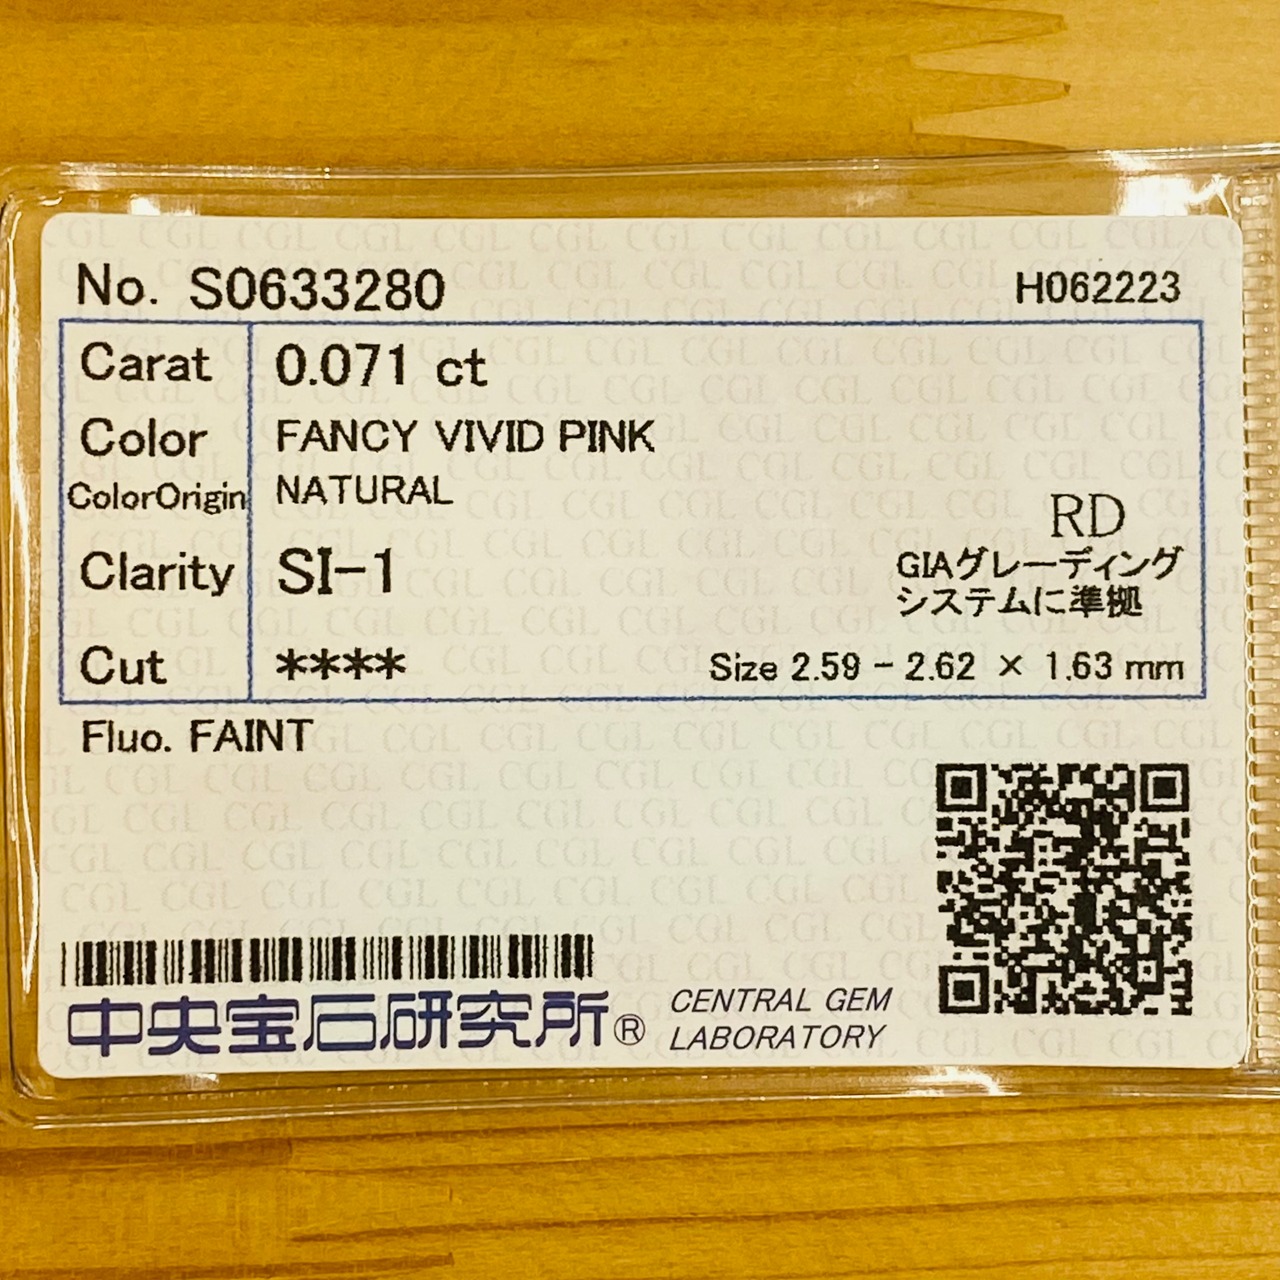 No. S0633280 H062223
Carat 0.071 ct
Color FANCY VIVID PINK
ColorOrigin NATURAL
RD
Clarity SI-1 GIAグレーディング
システムに準拠
Cut **** Size 2.59 - 2.62 × 1.63 mm
Fluo. FAINT
中央宝石研究所® CENTRAL GEM
LABORATORY